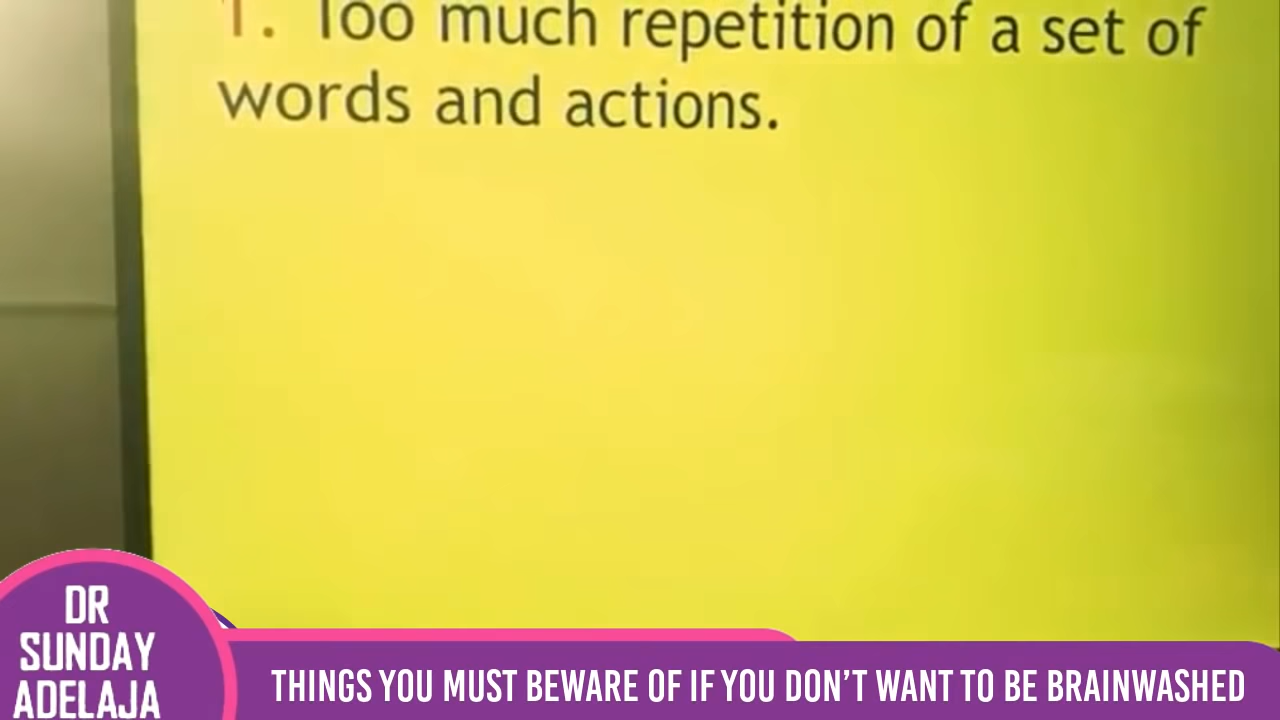 1. Too much repetition of a set of
words and actions.
DR
SUNDAY
ADELAJA
THINGS YOU MUST BEWARE OF IF YOU DON'T WANT TO BE BRAINWASHED